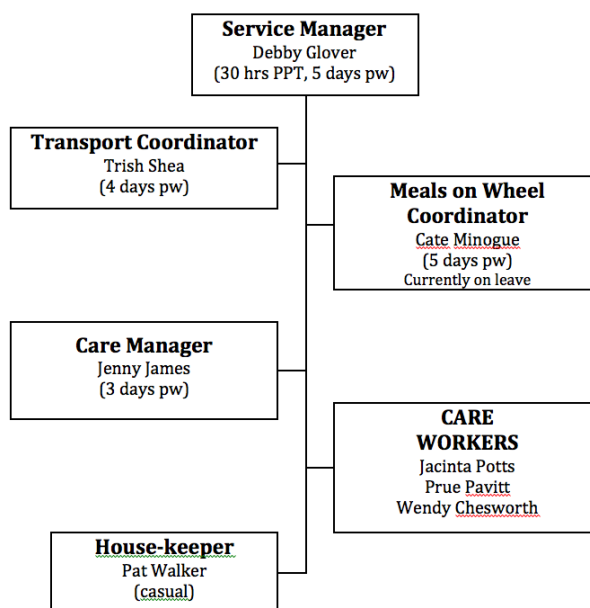 Service Manager
Debby Glover
(30 hrs PPT, 5 days pw)
Transport Coordinator
Trish Shea
(4 days pw)
Meals on Wheel
Coordinator
Cate Minogue
(5 days pw)
Currently on leave
Care Manager
Jenny James
(3 days pw)
CARE
WORKERS
Jacinta Potts
Prue Pavitt
Wendy Chesworth
House-keeper
Pat Walker
(casual)